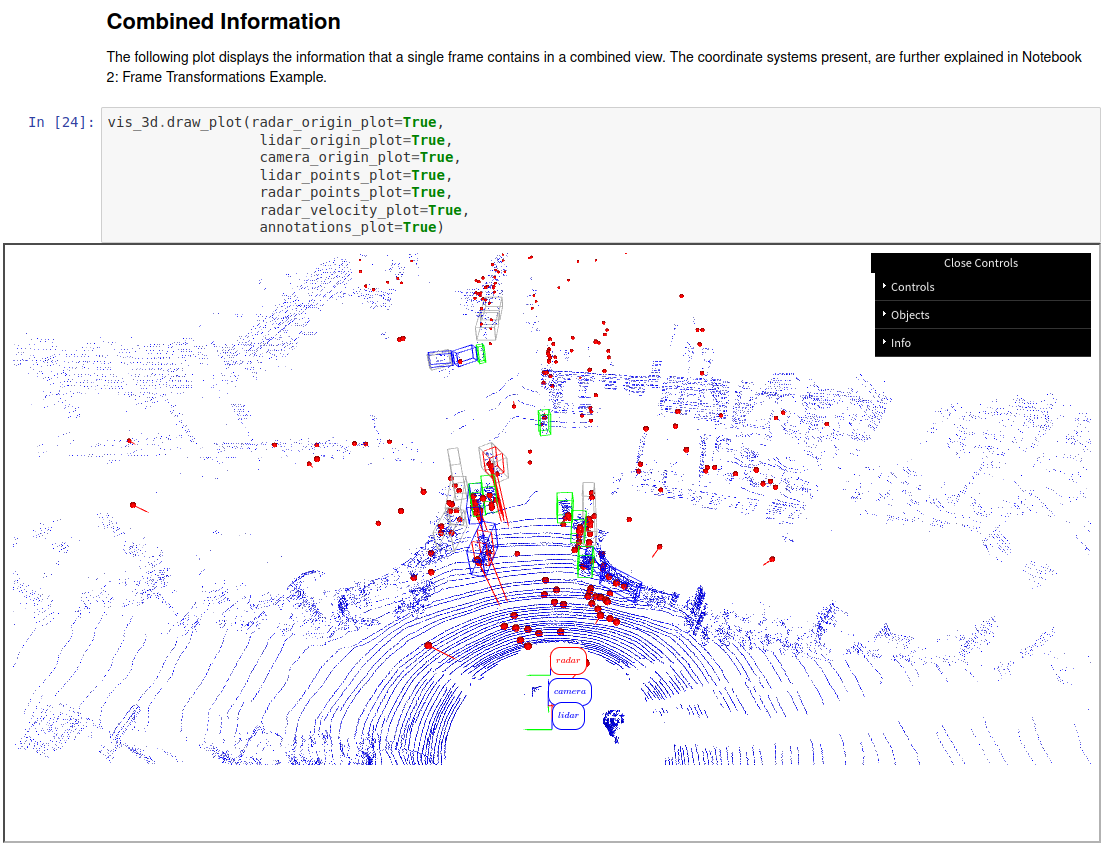 Combined Information
The following plot displays the information that a single frame contains in a combined view. The coordinate systems present, are further explained in Notebook
2: Frame Transformations Example.
In [24]: vis_3d.draw_plot(radar_origin_plot=True,
lidar_origin_plot=True,
camera_origin_plot=True,
lidar_points_plot=True,
radar_points_plot=True,
radar_velocity_plot=True,
annotations_plot=True)
Close Controls
Controls
Objects
Info
radar
camera
lidar